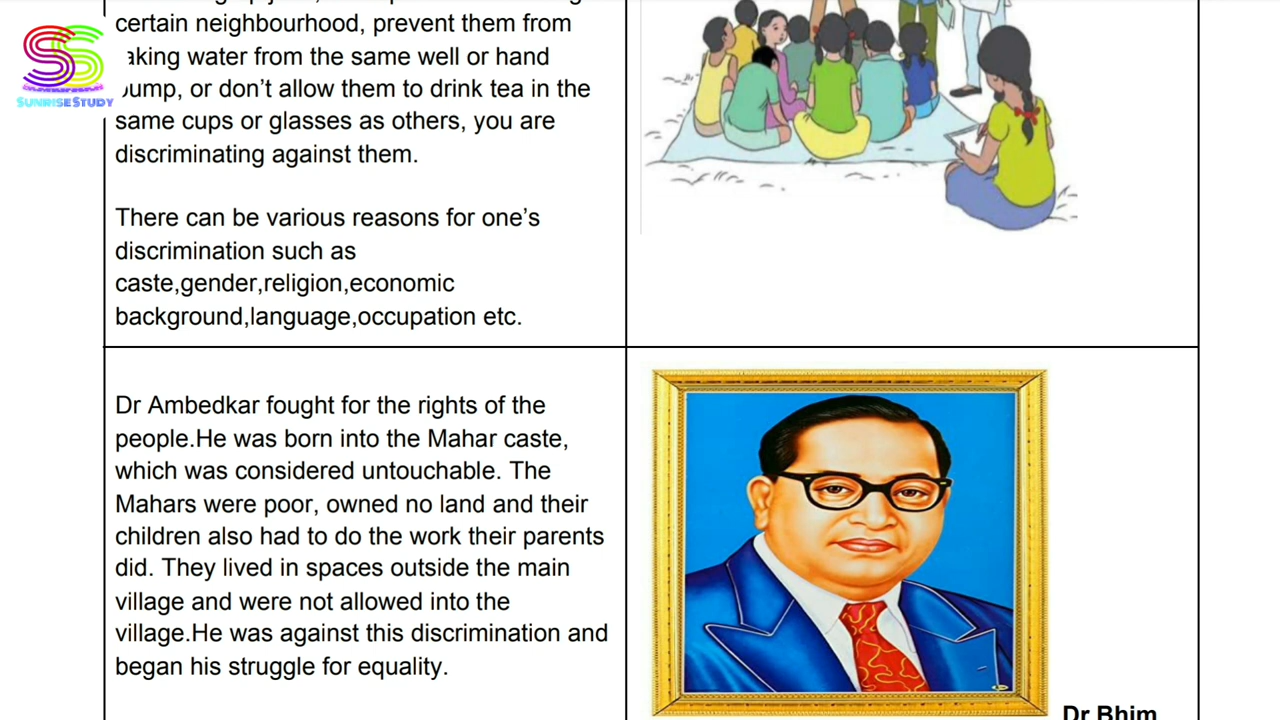 certain neighbourhood, prevent them from
aking water from the same well or hand
ump, or don't allow them to drink tea in the
same cups or glasses as others, you are
discriminating against them.
There can be various reasons for one's
discrimination such as
caste,gender,religion,economic
background,language,occupation etc.
Dr Ambedkar fought for the rights of the
people.He was born into the Mahar caste,
which was considered untouchable. The
Mahars were poor, owned no land and their
children also had to do the work their parents
did. They lived in spaces outside the main
village and were not allowed into the
village.He was against this discrimination and
began his struggle for equality.
Dr Bhim
SS
SUNRISE STUDY